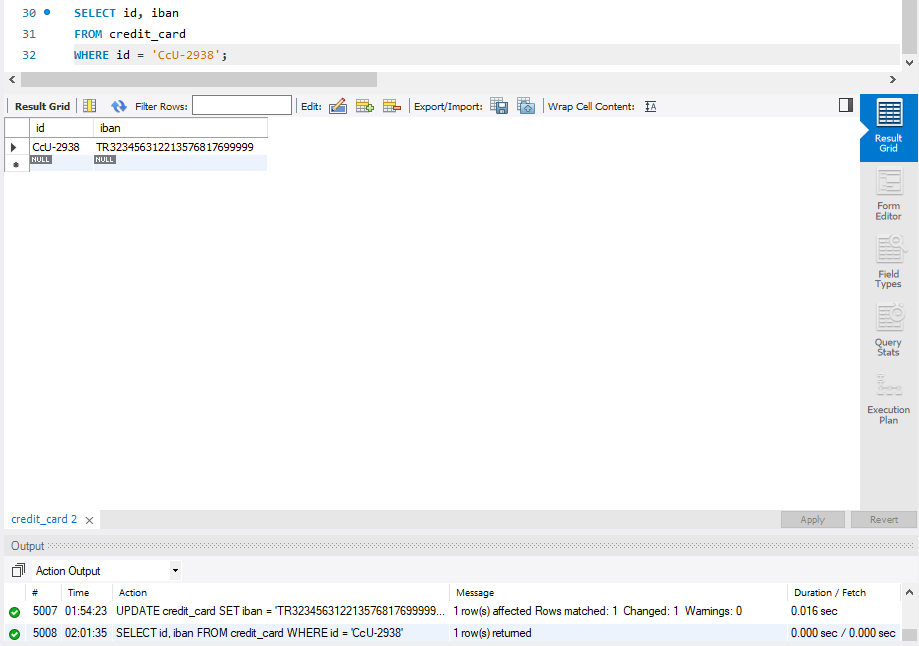 30 SELECT id, iban
31 FROM credit_card
32 WHERE id = 'CcU-2938';
Result Grid Filter Rows: Edit: Export/Import: Wrap Cell Content: IA
id iban
CcU-2938 TR323456312213576817699999
NULL NULL
Result Grid
Form Editor
Field Types
Query Stats
Execution Plan
credit_card 2 Apply Revert
Output
Action Output
# Time Action Message Duration / Fetch
5007 01:54:23 UPDATE credit_card SET iban = 'TR323456312213576817699999... 1 row(s) affected Rows matched: 1 Changed: 1 Warnings: 0 0.016 sec
5008 02:01:35 SELECT id, iban FROM credit_card WHERE id = 'CcU-2938' 1 row(s) returned 0.000 sec / 0.000 sec